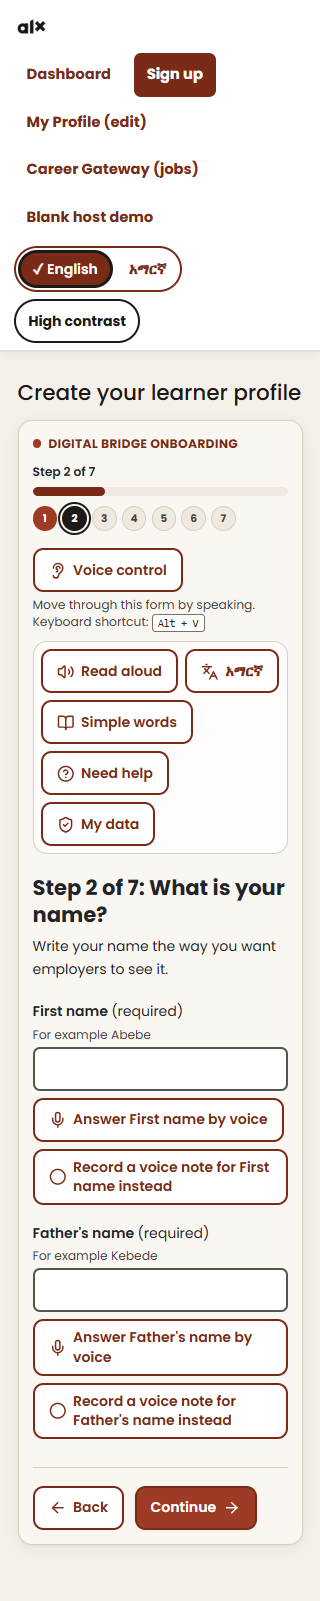 alx
Dashboard
Sign up
My Profile (edit)
Career Gateway (jobs)
Blank host demo
✓ English
አማርኛ
High contrast
Create your learner profile
DIGITAL BRIDGE ONBOARDING
Step 2 of 7
1 2 3 4 5 6 7
Voice control
Move through this form by speaking.
Keyboard shortcut: Alt + V
Read aloud
አማርኛ
Simple words
Need help
My data
Step 2 of 7: What is your
name?
Write your name the way you want
employers to see it.
First name (required)
For example Abebe
Answer First name by voice
Record a voice note for First
name instead
Father's name (required)
For example Kebede
Answer Father's name by
voice
Record a voice note for
Father's name instead
Back
Continue